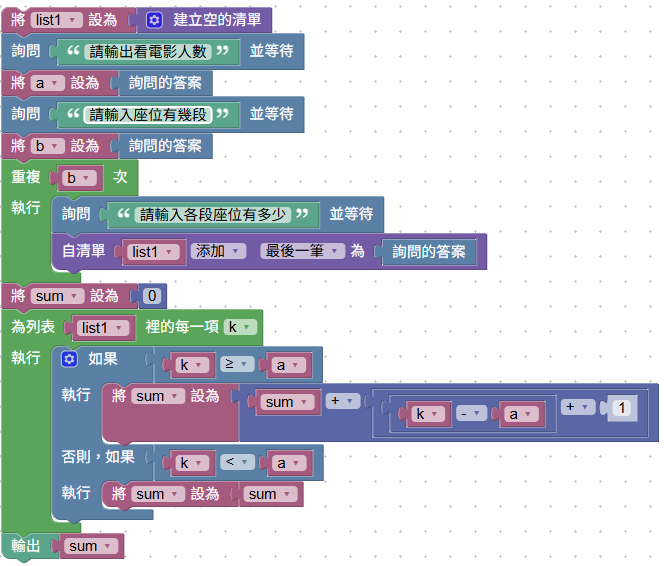 將 list1 設為 建立空的清單
詢問 “ 請輸出看電影人數 ” 並等待
將 a 設為 詢問的答案
詢問 “ 請輸入座位有幾段 ” 並等待
將 b 設為 詢問的答案
重複 b 次
執行 詢問 “ 請輸入各段座位有多少 ” 並等待
自清單 list1 添加 最後一筆 為 詢問的答案
將 sum 設為 0
為列表 list1 裡的每一項 k
執行 如果 k ≥ a
執行 將 sum 設為 sum + k - a + 1
否則，如果 k < a
執行 將 sum 設為 sum
輸出 sum